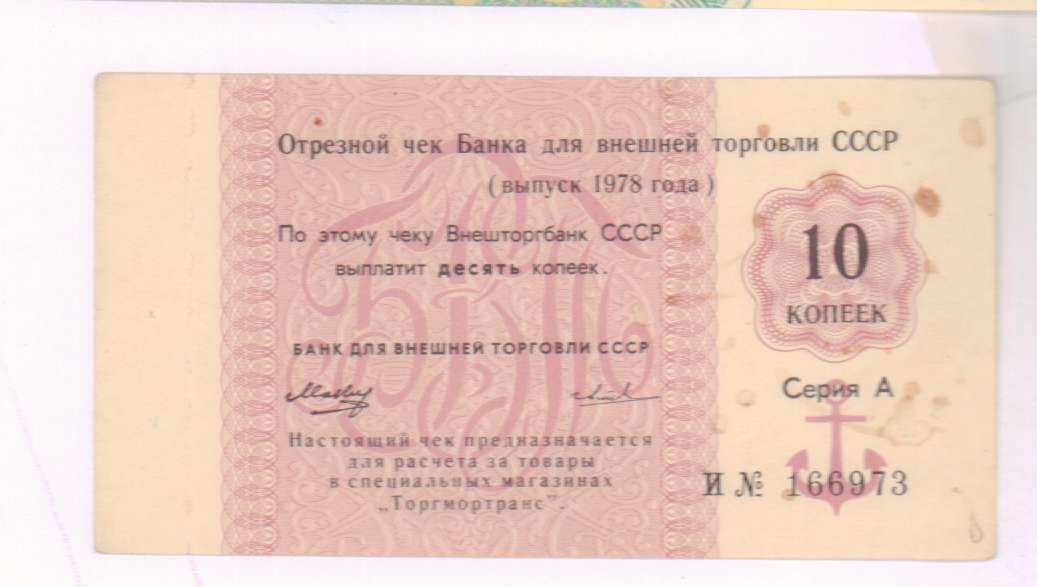 Отрезной чек Банка для внешней торговли СССР
(выпуск 1978 года)
По этому чеку Внешторгбанк СССР
выплатит десять копеек.
10
КОПЕЕК
БАНК ДЛЯ ВНЕШНЕЙ ТОРГОВЛИ СССР
Серия А
Настоящий чек предназначается
для расчета за товары
в специальных магазинах
„Торгмортранс".
И № 166973